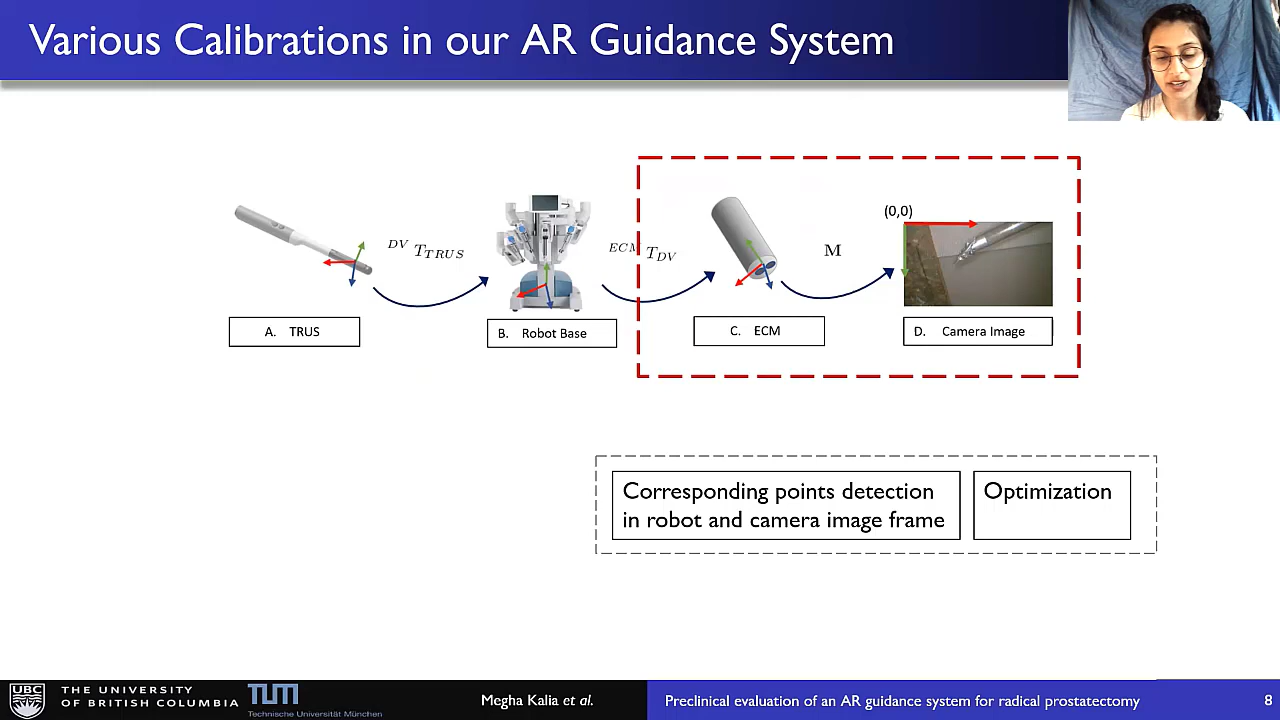 Various Calibrations in our AR Guidance System
(0,0)
DV T TRUS
ECM T DV
M
A. TRUS
B. Robot Base
C. ECM
D. Camera Image
Corresponding points detection
in robot and camera image frame
Optimization
UBC
THE UNIVERSITY
OF BRITISH COLUMBIA
TUM
Technische Universität München
Megha Kalia et al.
Preclinical evaluation of an AR guidance system for radical prostatectomy
8